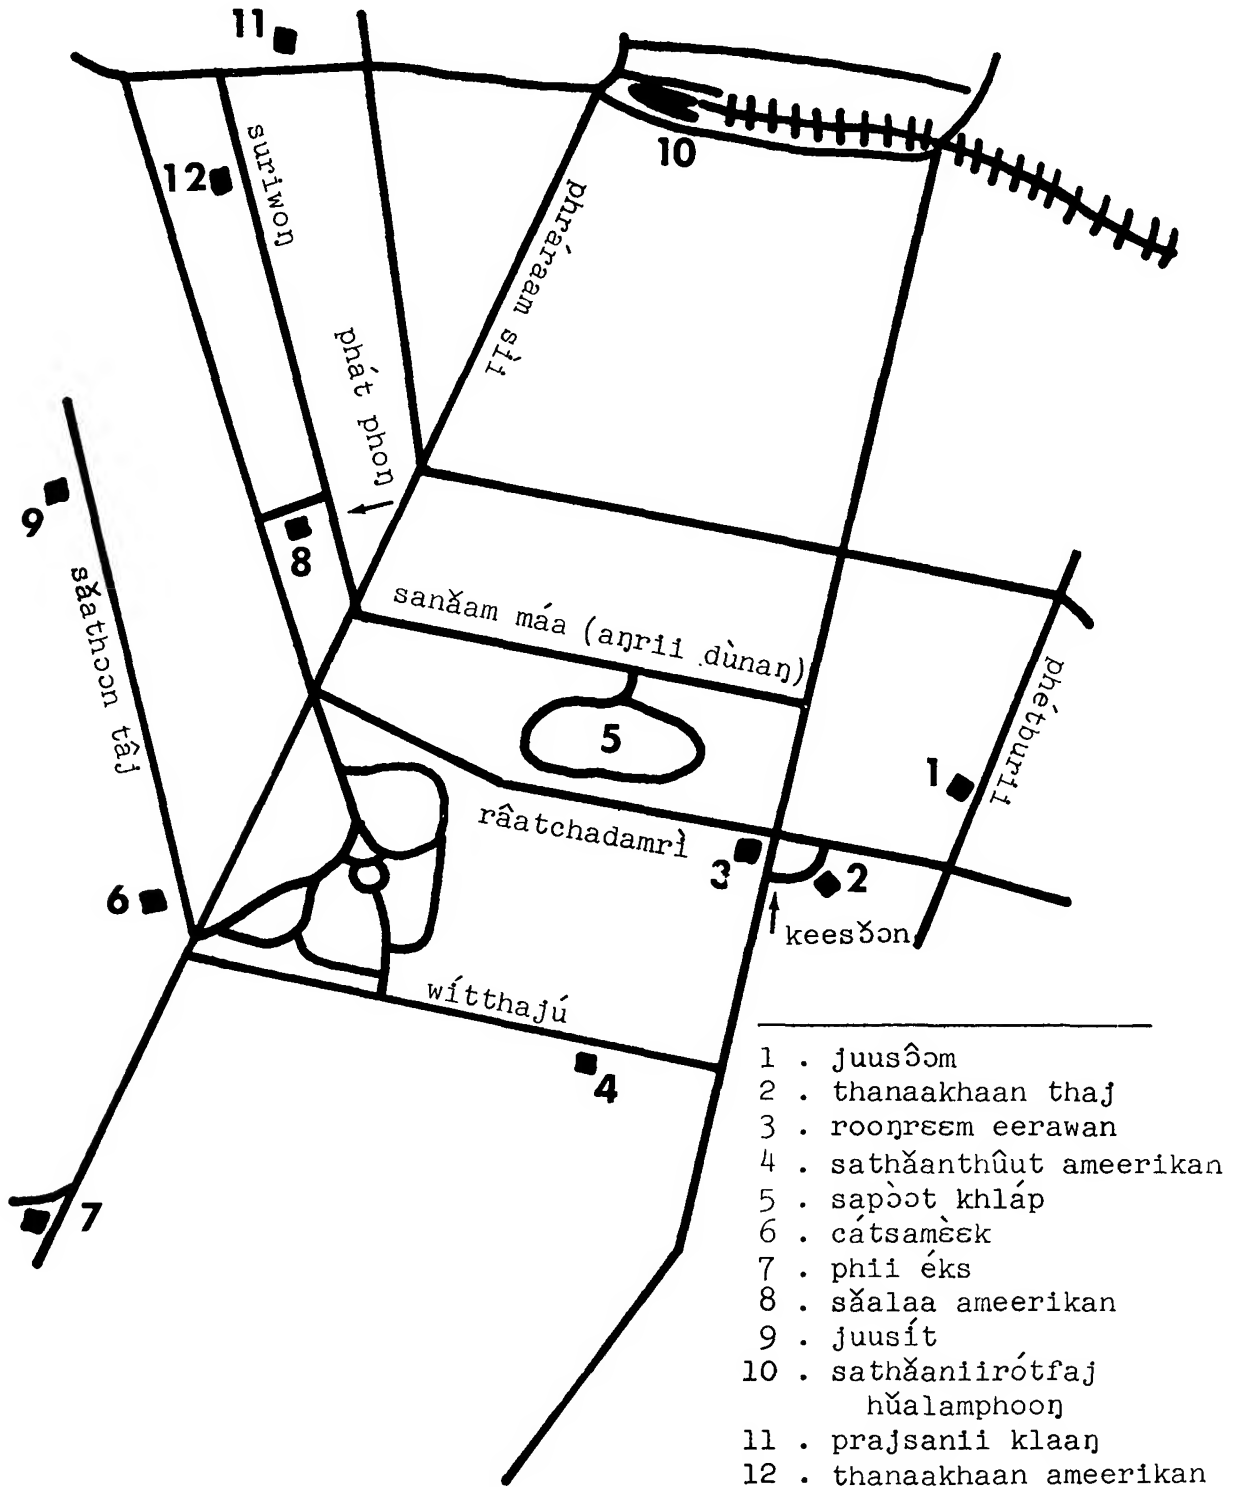 11
12
suriwoŋ
10
phráraam sìi
phát phoŋ
9
8
sǎathɔɔn tâj
sanǎam máa (aŋrii dùnaŋ)
5
phétburii
1
râatchadamrì
3
2
6
keesɔ̌ɔn
wítthajú
4
7
1 . juusɔ̂ɔm
2 . thanaakhaan thaj
3 . rooŋrɛɛm eerawan
4 . sathǎanthûut ameerikan
5 . sapɔ̀ɔt khláp
6 . cátsamɛ̀ɛk
7 . phii éks
8 . sǎalaa ameerikan
9 . juusít
10 . sathǎaniirótfaj
hǔalamphooŋ
11 . prajsanii klaaŋ
12 . thanaakhaan ameerikan